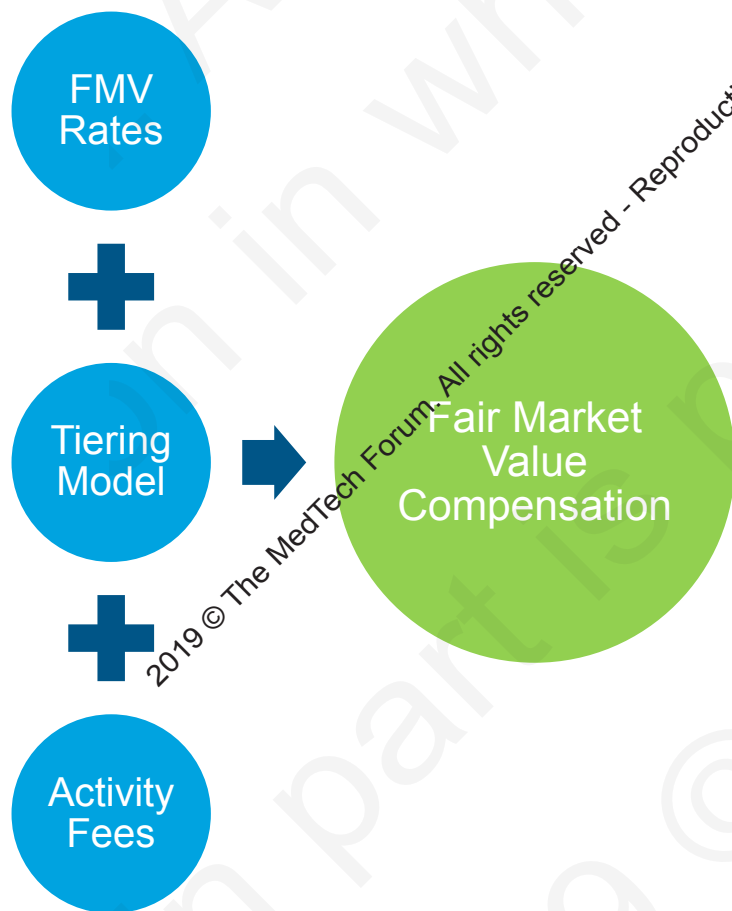 FMV
Rates
Tiering
Model
Activity
Fees
Fair Market
Value
Compensation
2019 © The MedTech Forum. All rights reserved - Reproducti